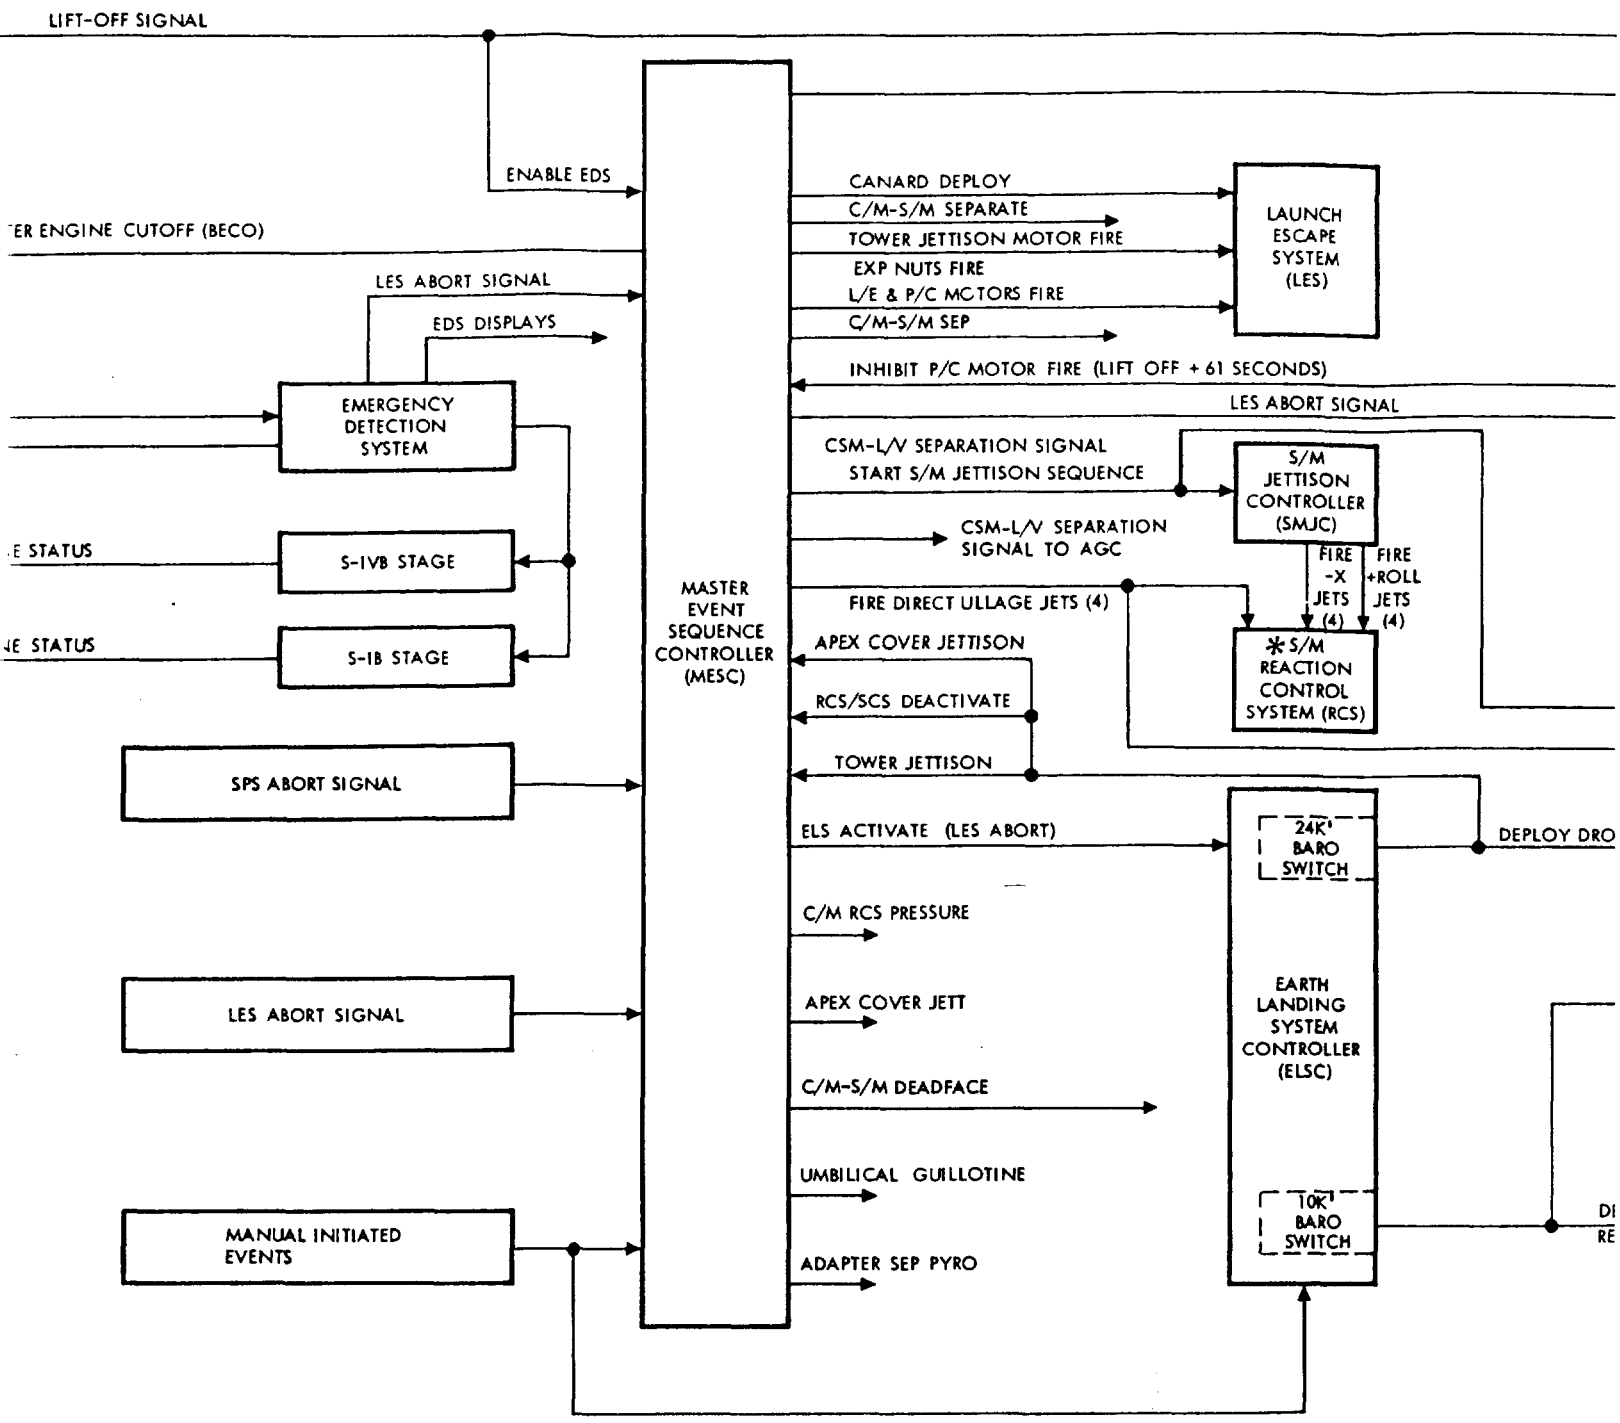 LIFT-OFF SIGNAL
ENABLE EDS
ER ENGINE CUTOFF (BECO)
LES ABORT SIGNAL
EDS DISPLAYS
EMERGENCY
DETECTION
SYSTEM
E STATUS
S-IVB STAGE
NE STATUS
S-IB STAGE
SPS ABORT SIGNAL
LES ABORT SIGNAL
MANUAL INITIATED
EVENTS
MASTER
EVENT
SEQUENCE
CONTROLLER
(MESC)
CANARD DEPLOY
C/M-S/M SEPARATE
TOWER JETTISON MOTOR FIRE
EXP NUTS FIRE
L/E & P/C MOTORS FIRE
C/M-S/M SEP
LAUNCH
ESCAPE
SYSTEM
(LES)
INHIBIT P/C MOTOR FIRE (LIFT OFF + 61 SECONDS)
LES ABORT SIGNAL
CSM-L/V SEPARATION SIGNAL
START S/M JETTISON SEQUENCE
S/M
JETTISON
CONTROLLER
(SMJC)
CSM-L/V SEPARATION
SIGNAL TO AGC
FIRE
-X
JETS
(4)
FIRE
+ROLL
JETS
(4)
FIRE DIRECT ULLAGE JETS (4)
*S/M
REACTION
CONTROL
SYSTEM (RCS)
APEX COVER JETTISON
RCS/SCS DEACTIVATE
TOWER JETTISON
ELS ACTIVATE (LES ABORT)
24K'
BARO
SWITCH
DEPLOY DRO
C/M RCS PRESSURE
APEX COVER JETT
EARTH
LANDING
SYSTEM
CONTROLLER
(ELSC)
C/M-S/M DEADFACE
UMBILICAL GUILLOTINE
10K'
BARO
SWITCH
RE
ADAPTER SEP PYRO